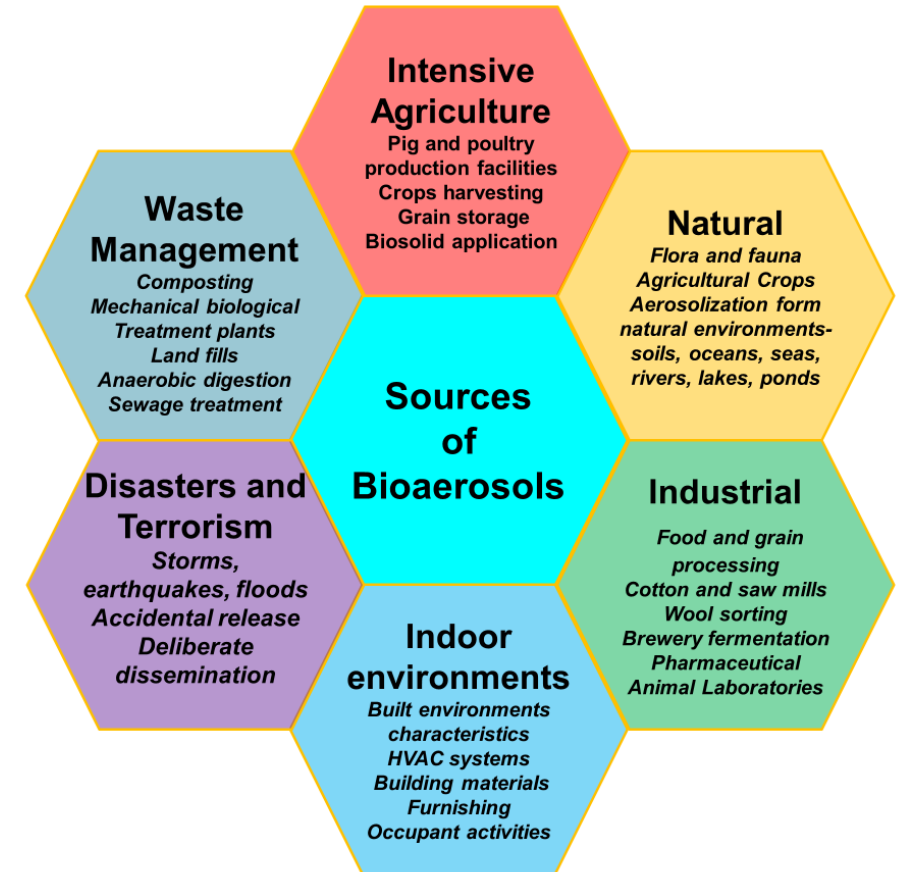 Intensive
Agriculture
Pig and poultry
production facilities
Crops harvesting
Grain storage
Biosolid application
Waste
Management
Composting
Mechanical biological
Treatment plants
Land fills
Anaerobic digestion
Sewage treatment
Natural
Flora and fauna
Agricultural Crops
Aerosolization form
natural environments-
soils, oceans, seas,
rivers, lakes, ponds
Sources
of
Bioaerosols
Disasters and
Terrorism
Storms,
earthquakes, floods
Accidental release
Deliberate
dissemination
Industrial
Food and grain
processing
Cotton and saw mills
Wool sorting
Brewery fermentation
Pharmaceutical
Animal Laboratories
Indoor
environments
Built environments
characteristics
HVAC systems
Building materials
Furnishing
Occupant activities